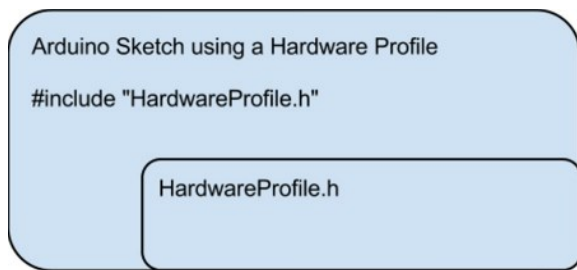 Arduino Sketch using a Hardware Profile
#include "HardwareProfile.h"
HardwareProfile.h